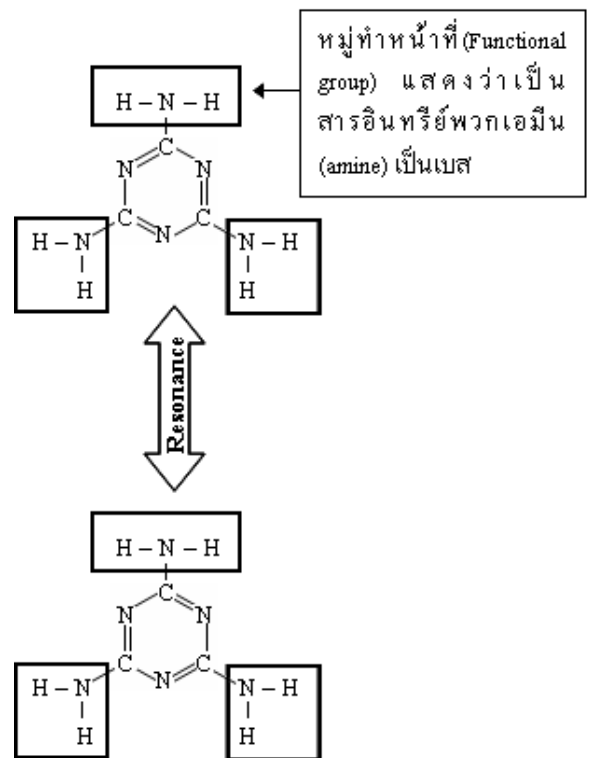 หมู่ทำหน้าที่ (Functional
group) แสดงว่าเป็น
สารอินทรีย์พวกเอมีน
(amine) เป็นเบส
H – N – H
C
N N
C C
N
H – N N – H
H H
Resonance
H – N – H
C
N N
C C
N
H – N N – H
H H